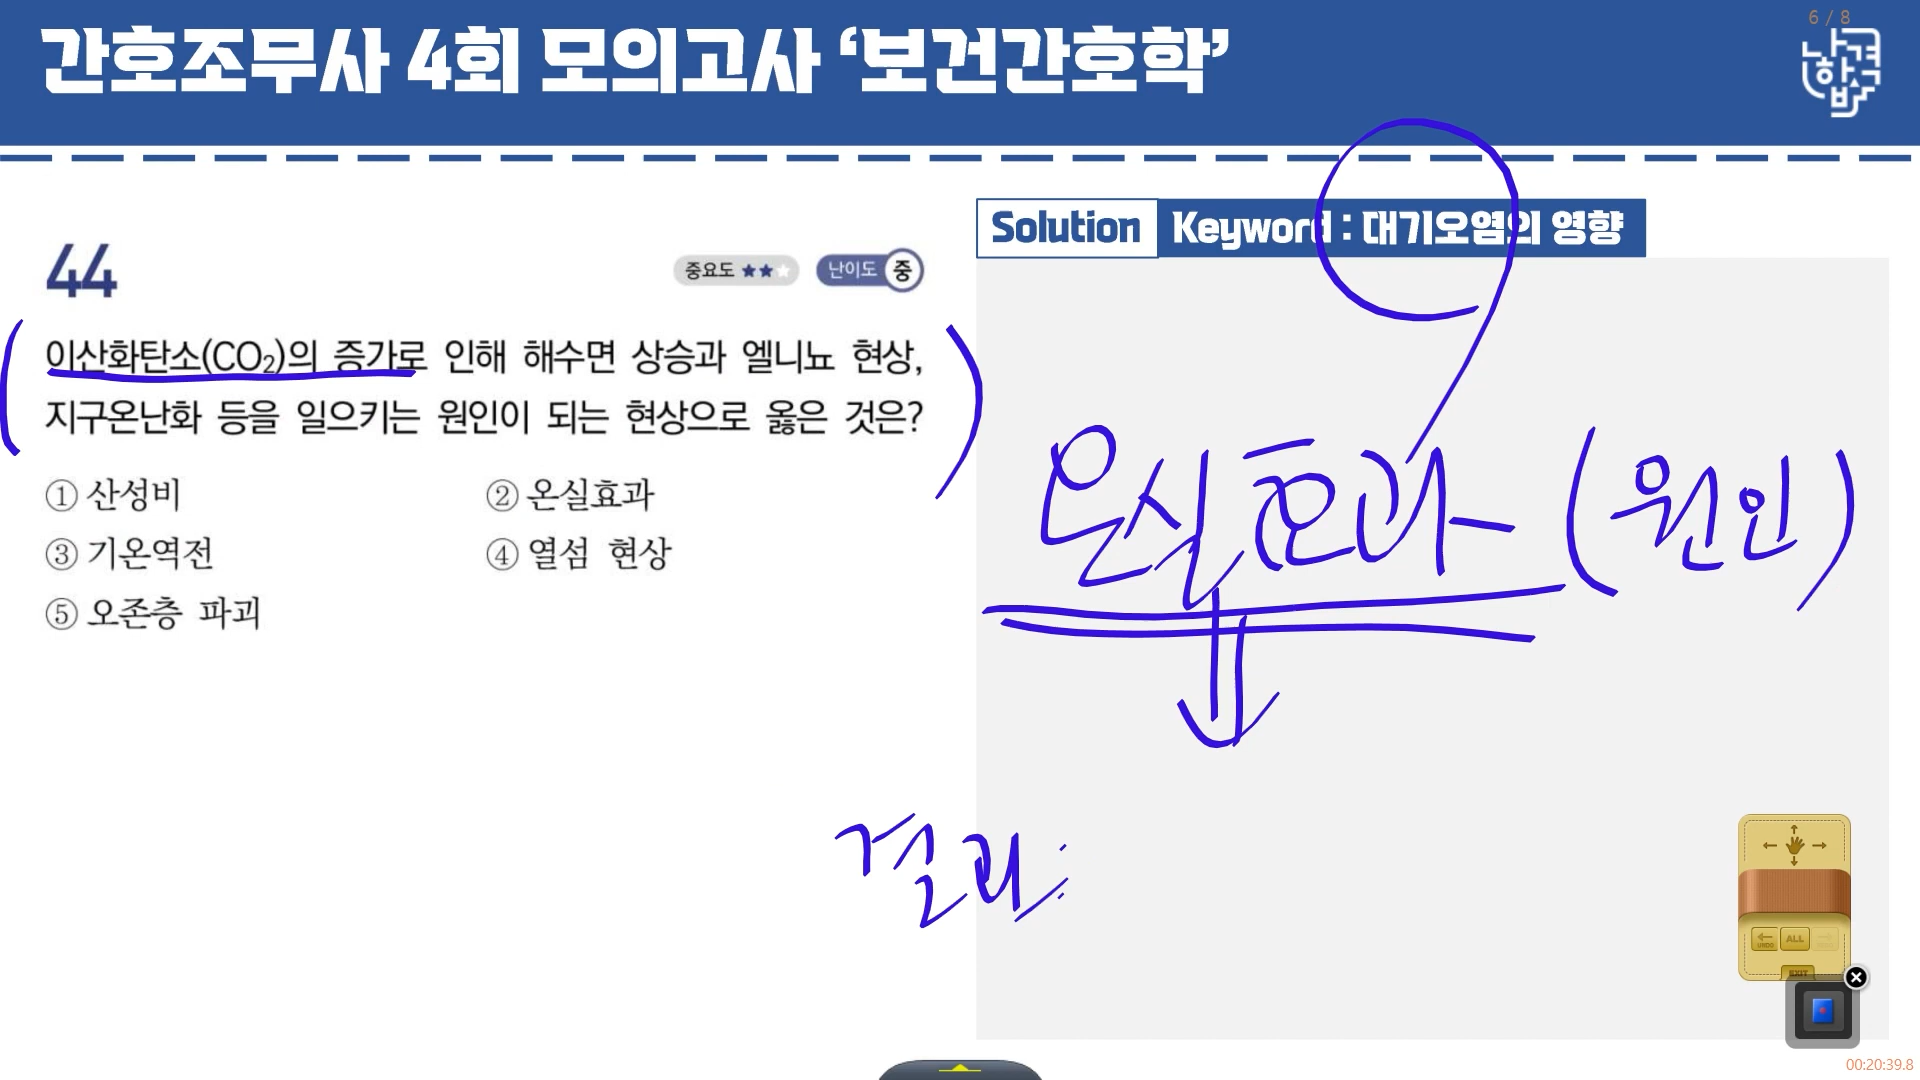 간호조무사 4회 모의고사 ‘보건간호학’
6 / 8
나합격
Solution
Keyword : 대기오염의 영향
44
중요도 ★★★
난이도 중
이산화탄소(CO₂)의 증가로 인해 해수면 상승과 엘니뇨 현상,
지구온난화 등을 일으키는 원인이 되는 현상으로 옳은 것은?
① 산성비
② 온실효과
③ 기온역전
④ 열섬 현상
⑤ 오존층 파괴
온실효과 (원인)
결과:
UNDO
ALL
EXIT
00:20:39.8